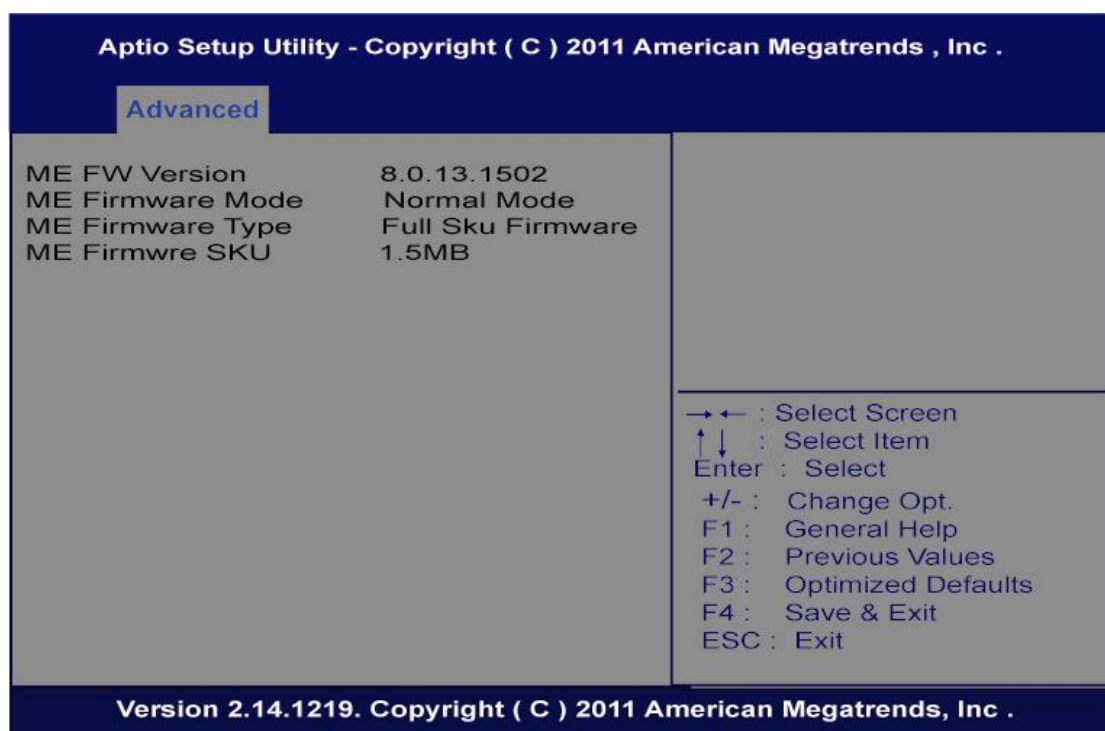 Aptio Setup Utility - Copyright ( C ) 2011 American Megatrends , Inc .
Advanced
ME FW Version 8.0.13.1502
ME Firmware Mode Normal Mode
ME Firmware Type Full Sku Firmware
ME Firmwre SKU 1.5MB
→ ← : Select Screen
↑ ↓ : Select Item
Enter : Select
+/- : Change Opt.
F1 : General Help
F2 : Previous Values
F3 : Optimized Defaults
F4 : Save & Exit
ESC : Exit
Version 2.14.1219. Copyright ( C ) 2011 American Megatrends, Inc .